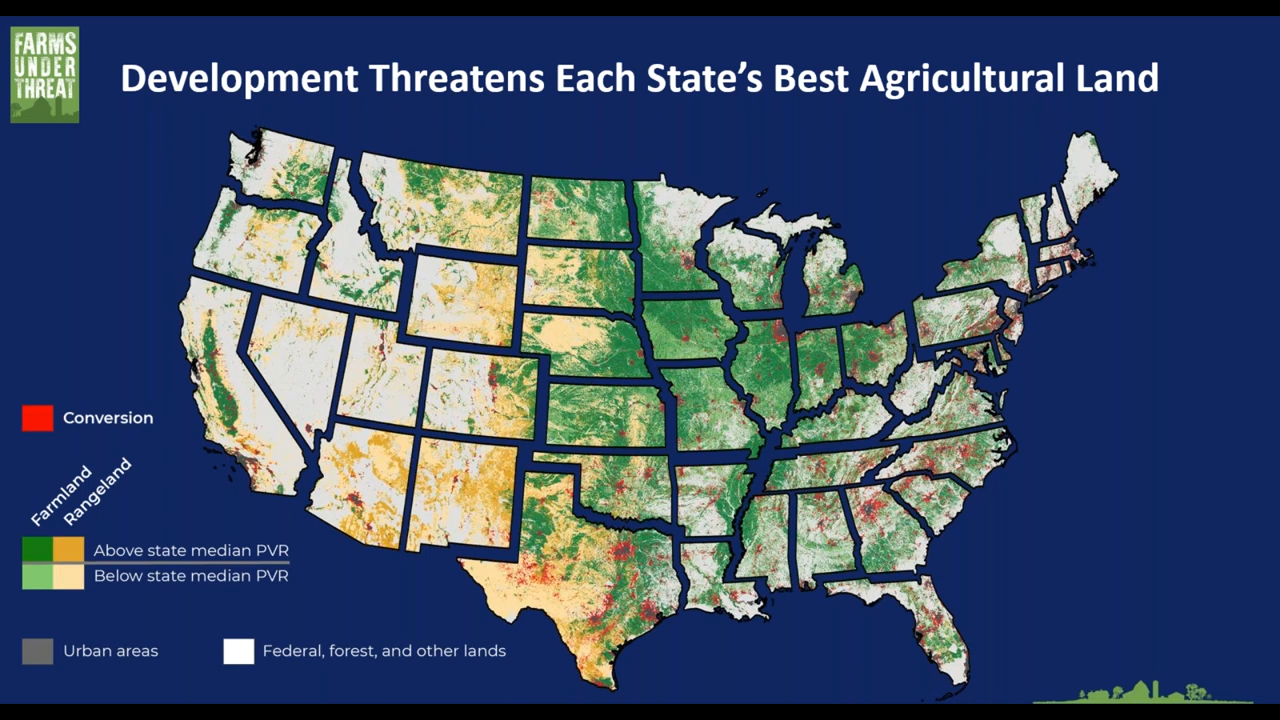 FARMS
UNDER
THREAT
Development Threatens Each State's Best Agricultural Land
Conversion
Farmland
Rangeland
Above state median PVR
Below state median PVR
Urban areas
Federal, forest, and other lands